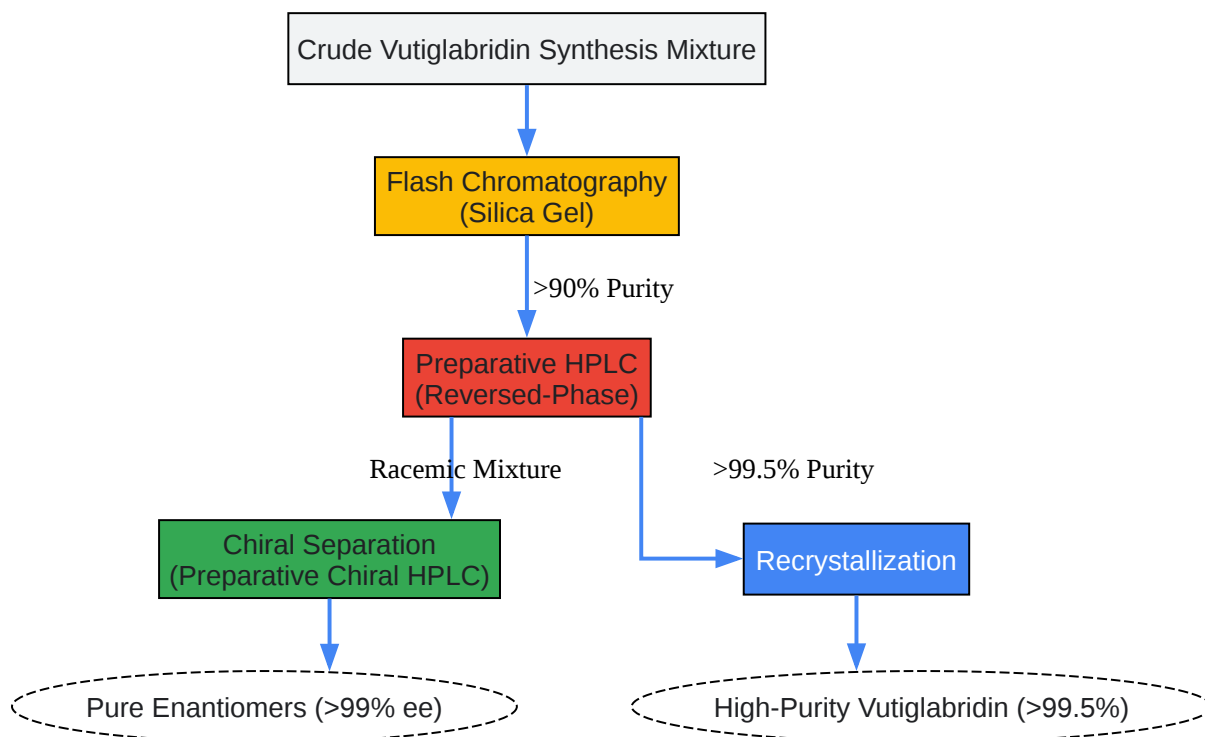 Crude Vutiglabridin Synthesis Mixture
Flash Chromatography
(Silica Gel)
>90% Purity
Preparative HPLC
(Reversed-Phase)
Racemic Mixture
>99.5% Purity
Chiral Separation
(Preparative Chiral HPLC)
Recrystallization
Pure Enantiomers (>99% ee)
High-Purity Vutiglabridin (>99.5%)